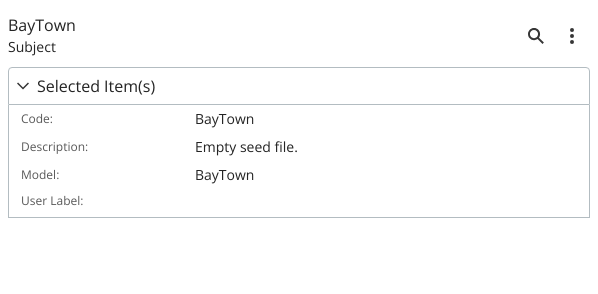 BayTown
Subject
Selected Item(s)
Code: BayTown
Description: Empty seed file.
Model: BayTown
User Label: